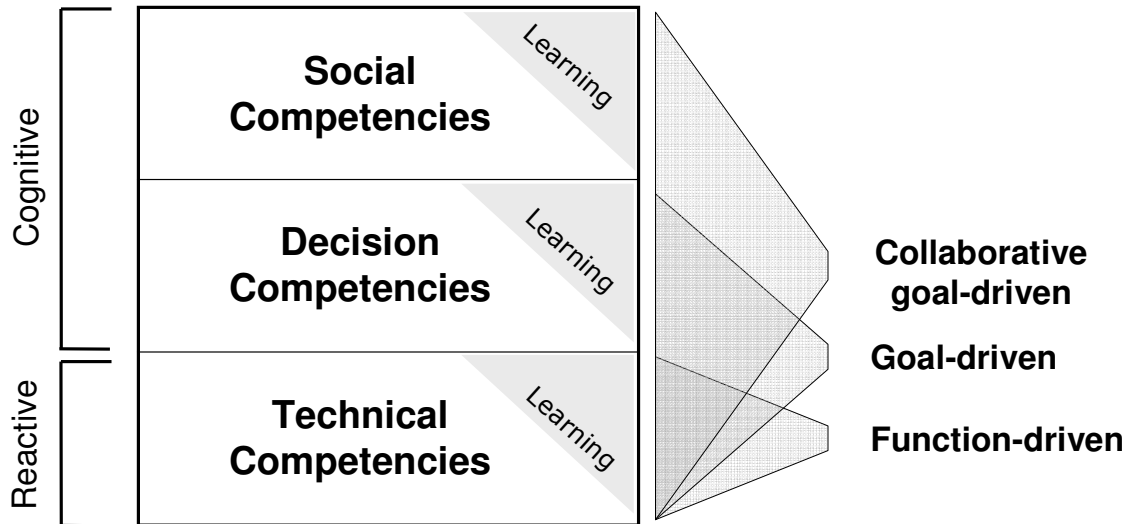 Cognitive
Reactive
Social
Competencies
Learning
Decision
Competencies
Learning
Technical
Competencies
Learning
Collaborative
goal-driven
Goal-driven
Function-driven